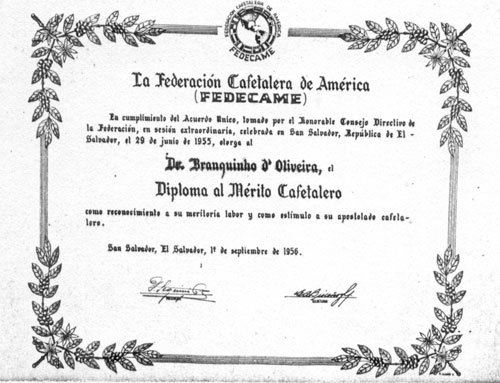 FEDERACION CAFETALERA DE AMERICA
FEDECAME
La Federación Cafetalera de América
(FEDECAME)
En cumplimiento del Acuerdo Unico, tomado por el Honorable Consejo Directivo de
la Federación, en sesión extraordinaria, celebrada en San Salvador, República de El-
Salvador, el 29 de junio de 1955, otorga al
Dr. Branquinho d'Oliveira, el
Diploma al Mérito Cafetalero
como reconocimiento a su meritoria labor y como estímulo a su apostolado cafeta-
lero.
San Salvador, El Salvador, 1º de septiembre de 1956.